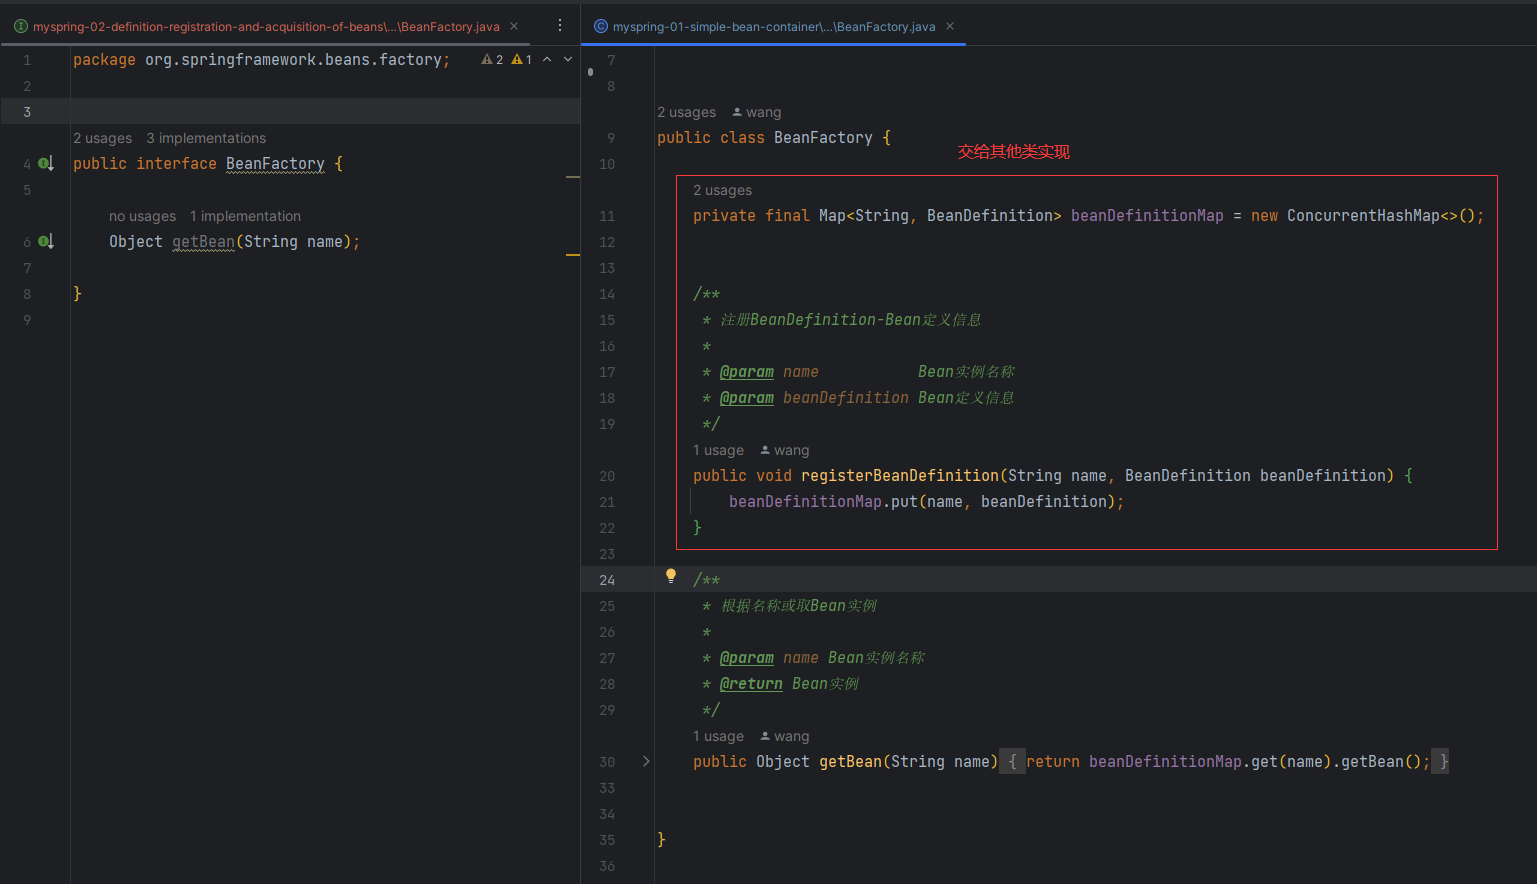 myspring-02-definition-registration-and-acquisition-of-beans\...\BeanFactory.java
1 package org.springframework.beans.factory; 2 1
2
3
2 usages 3 implementations
4 public interface BeanFactory {
5
no usages 1 implementation
6 Object getBean(String name);
7
8 }
9
myspring-01-simple-bean-container\...\BeanFactory.java
7
8
2 usages wang
9 public class BeanFactory {
交给其他类实现
10
2 usages
11 private final Map<String, BeanDefinition> beanDefinitionMap = new ConcurrentHashMap<>();
12
13
14 /**
15 * 注册BeanDefinition-Bean定义信息
16 *
17 * @param name Bean实例名称
18 * @param beanDefinition Bean定义信息
19 */
1 usage wang
20 public void registerBeanDefinition(String name, BeanDefinition beanDefinition) {
21 beanDefinitionMap.put(name, beanDefinition);
22 }
23
24 /**
25 * 根据名称或取Bean实例
26 *
27 * @param name Bean实例名称
28 * @return Bean实例
29 */
1 usage wang
30 public Object getBean(String name) { return beanDefinitionMap.get(name).getBean(); }
33
34
35 }
36